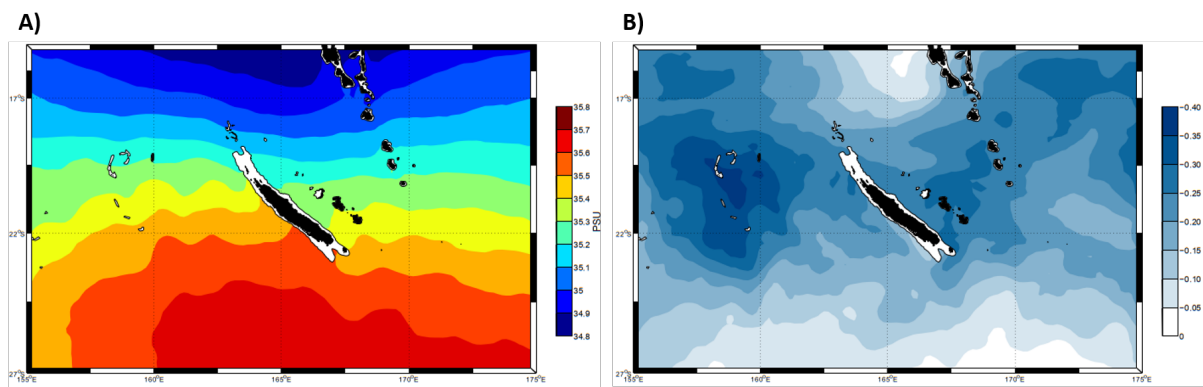 A)
B)
17°S
22°S
27°S
155°E
160°E
165°E
170°E
175°E
35.8
35.7
35.6
35.5
35.4
35.3
35.2
35.1
35
34.9
34.8
PSU
17°S
22°S
27°S
155°E
160°E
165°E
170°E
175°E
-0.40
-0.35
-0.30
-0.25
-0.20
-0.15
-0.10
-0.05
0